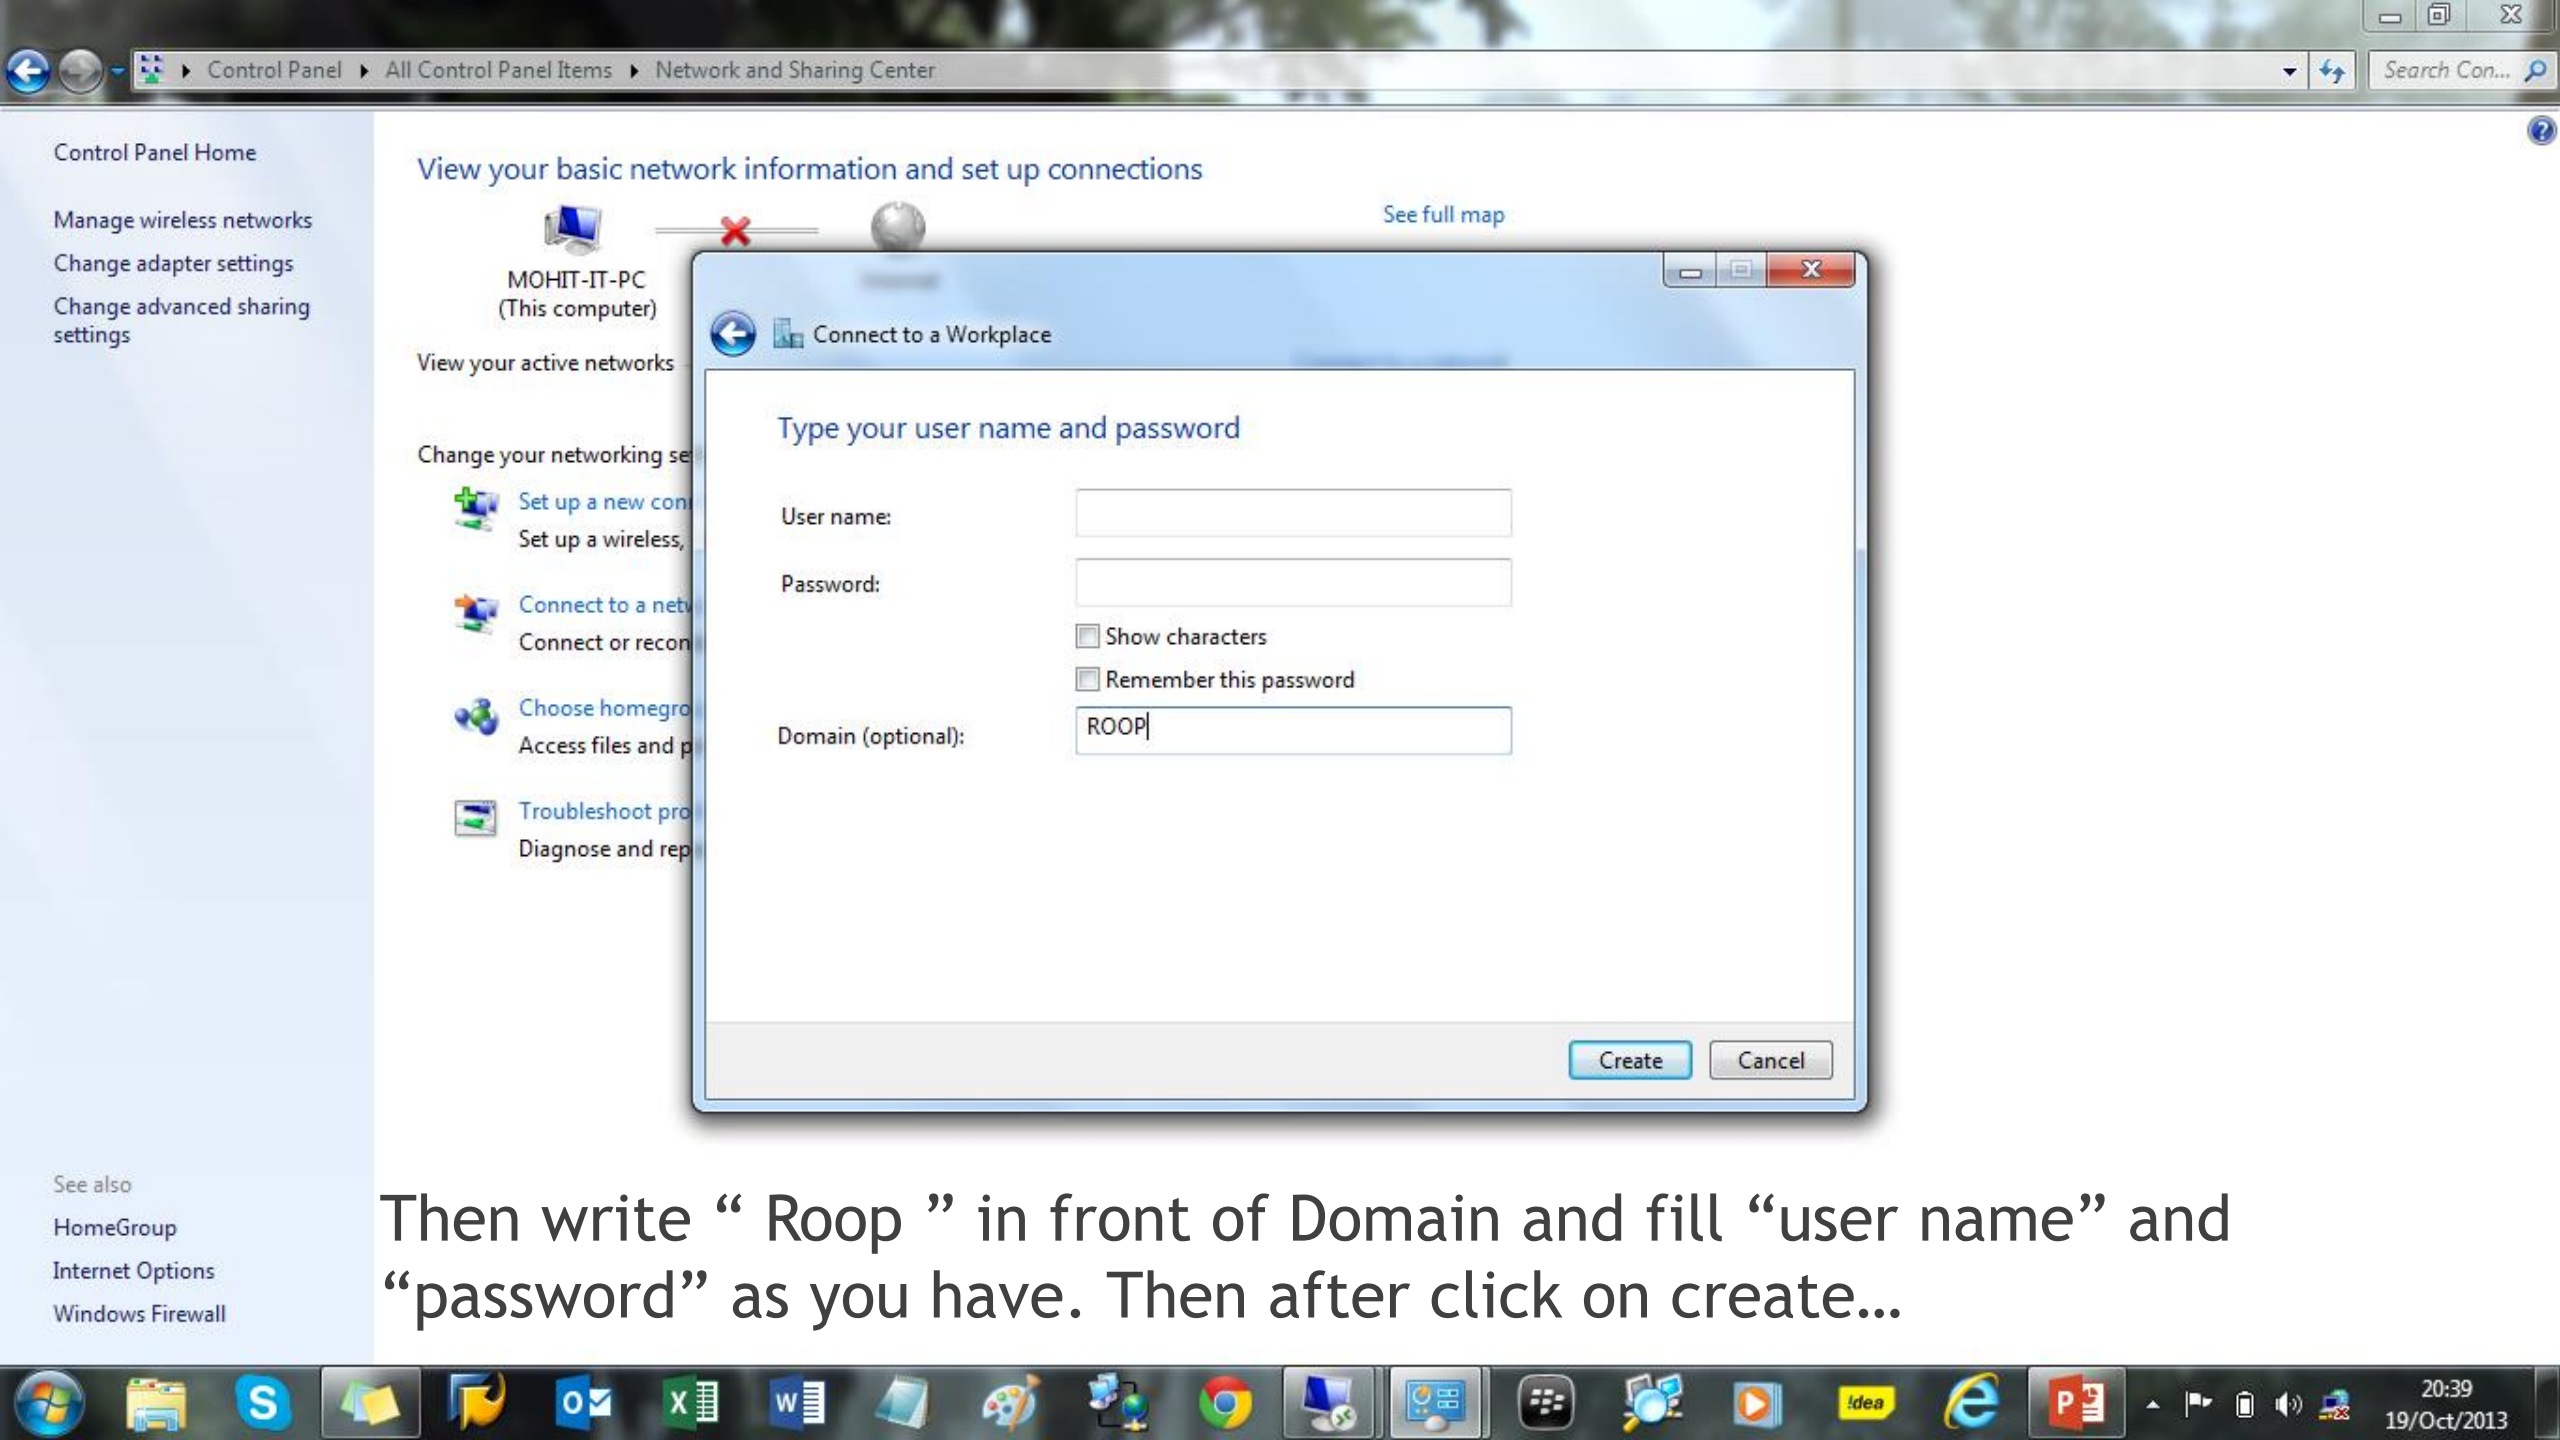 Control Panel All Control Panel Items Network and Sharing Center
Search Con...
Control Panel Home
Manage wireless networks
Change adapter settings
Change advanced sharing
settings
View your basic network information and set up connections
See full map
MOHIT-IT-PC
(This computer)
View your active networks
Change your networking se
Set up a new con
Set up a wireless,
Connect to a net
Connect or recon
Choose homegro
Access files and p
Troubleshoot pro
Diagnose and rep
Connect to a Workplace
Type your user name and password
User name:
Password:
Show characters
Remember this password
Domain (optional):
ROOP
Create
Cancel
See also
HomeGroup
Internet Options
Windows Firewall
Then write “ Roop ” in front of Domain and fill “user name” and
“password” as you have. Then after click on create…
!dea
20:39
19/Oct/2013